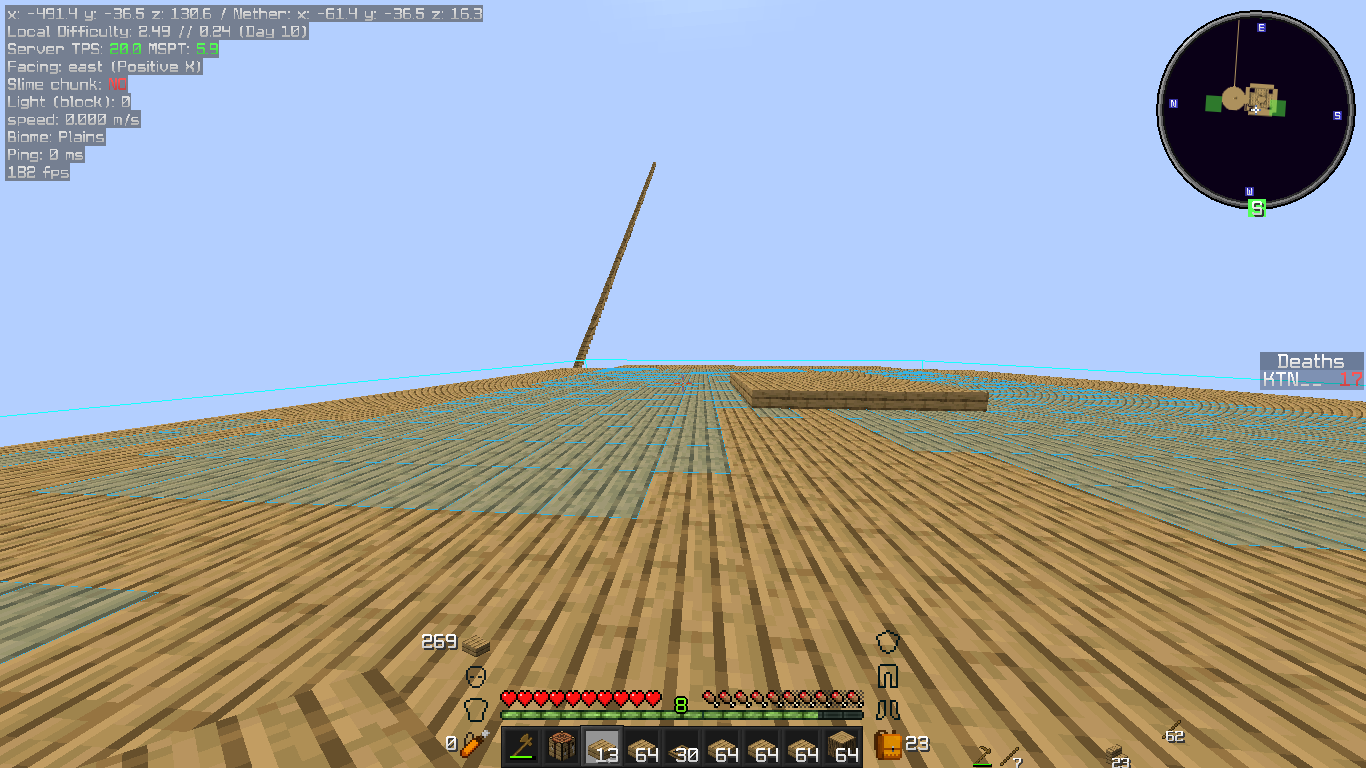 x: -491.4 y: -36.5 z: 130.6 / Nether: x: -61.4 y: -36.5 z: 16.3
Local Difficulty: 2.49 // 0.24 (Day 10)
Server TPS: 20.0 MSPT: 5.9
Facing: east (Positive X)
Slime chunk: NO
Light (block): 0
speed: 0.000 m/s
Biome: Plains
Ping: 0 ms
182 fps
E
N
S
W
S
Deaths
KTN__ 17
269
8
0
13
64
30
64
64
64
64
23
7
23
62